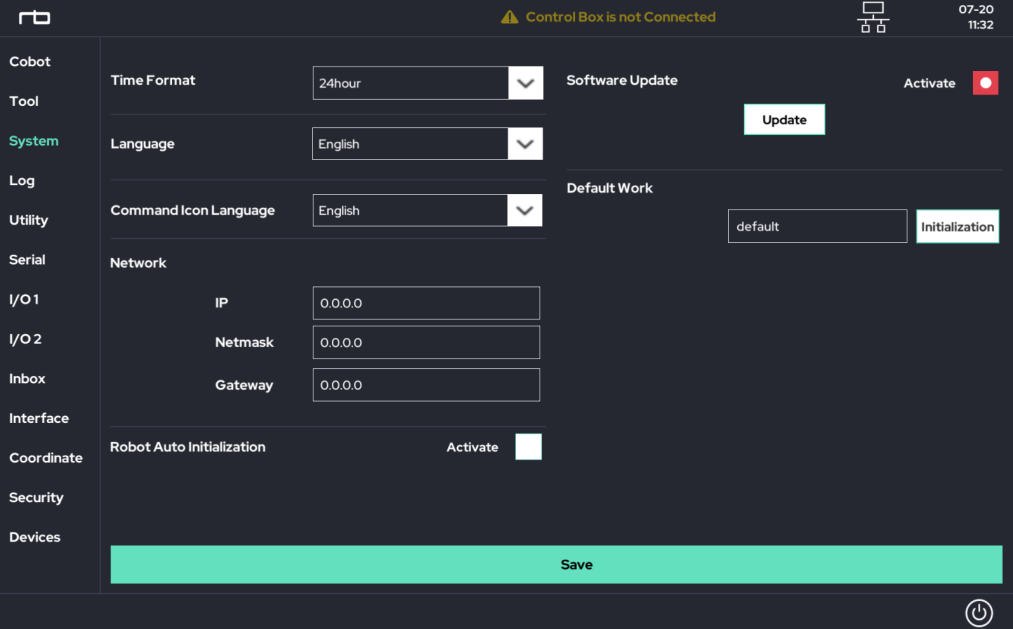 rb
Control Box is not Connected
07-20
11:32
Cobot
Tool
System
Log
Utility
Serial
I/O 1
I/O 2
Inbox
Interface
Coordinate
Security
Devices
Time Format
24hour
Language
English
Command Icon Language
English
Network
IP
0.0.0.0
Netmask
0.0.0.0
Gateway
0.0.0.0
Robot Auto Initialization
Activate
Software Update
Activate
Update
Default Work
default
Initialization
Save